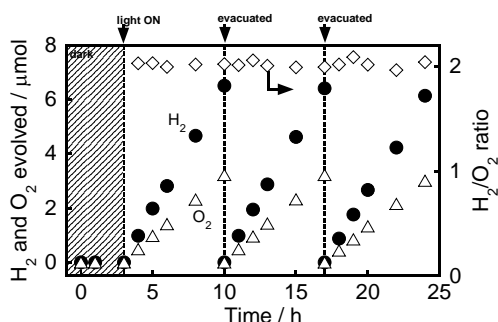 light ON
evacuated
evacuated
dark
8
6
4
2
0
H₂ and O₂ evolved / μmol
H₂
O₂
2
1
0
H₂/O₂ ratio
0
5
10
15
20
25
Time / h